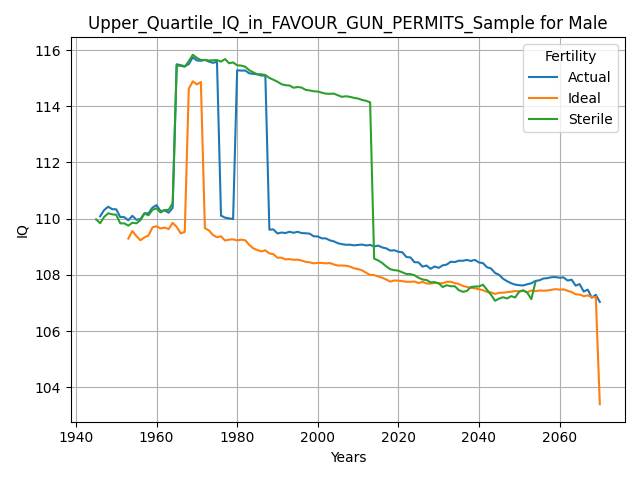 Upper_Quartile_IQ_in_FAVOUR_GUN_PERMITS_Sample for Male
Fertility
Actual
Ideal
Sterile
IQ
116
114
112
110
108
106
104
1940
1960
1980
2000
2020
2040
2060
Years